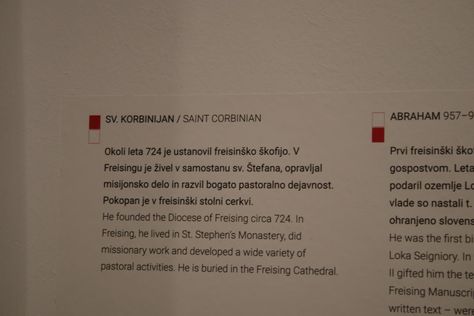 SV. KORBINIJAN / SAINT CORBINIAN
Okoli leta 724 je ustanovil freisinško škofijo. V
Freisingu je živel v samostanu sv. Štefana, opravljal
misijonsko delo in razvil bogato pastoralno dejavnost.
Pokopan je v freisinški stolni cerkvi.
He founded the Diocese of Freising circa 724. In
Freising, he lived in St. Stephen's Monastery, did
missionary work and developed a wide variety of
pastoral activities. He is buried in the Freising Cathedral.
ABRAHAM 957–9
Prvi freisinški ško
gospostvom. Leta
podaril ozemlje Lo
vlade so nastali t.
ohranjeno slovens
He was the first bi
Loka Seigniory. In
II gifted him the te
Freising Manuscrip
written text – were